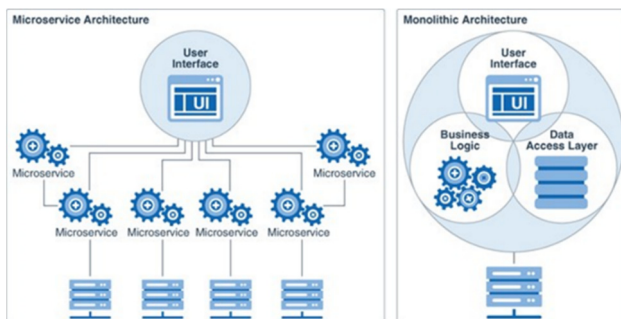 Microservice Architecture
User
Interface
UI
Microservice
Microservice
Microservice
Microservice
Microservice
Microservice
Monolithic Architecture
User
Interface
UI
Business
Logic
Data
Access Layer